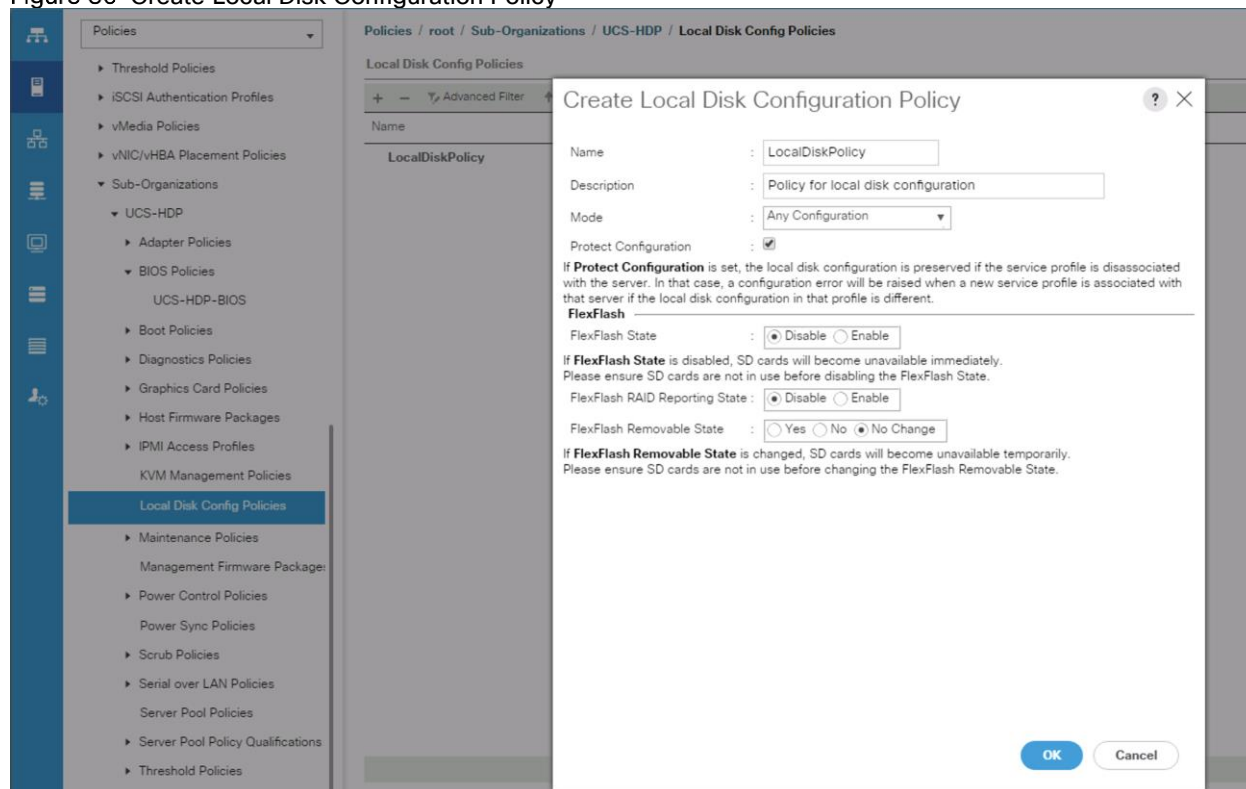 Policies
Threshold Policies
iSCSI Authentication Profiles
vMedia Policies
vNIC/vHBA Placement Policies
Sub-Organizations
UCS-HDP
Adapter Policies
BIOS Policies
UCS-HDP-BIOS
Boot Policies
Diagnostics Policies
Graphics Card Policies
Host Firmware Packages
IPMI Access Profiles
KVM Management Policies
Local Disk Config Policies
Maintenance Policies
Management Firmware Package
Power Control Policies
Power Sync Policies
Scrub Policies
Serial over LAN Policies
Server Pool Policies
Server Pool Policy Qualifications
Threshold Policies
Policies / root / Sub-Organizations / UCS-HDP / Local Disk Config Policies
Local Disk Config Policies
+ − Advanced Filter
Name
LocalDiskPolicy
Create Local Disk Configuration Policy ? ×
Name : LocalDiskPolicy
Description : Policy for local disk configuration
Mode : Any Configuration
Protect Configuration :
If Protect Configuration is set, the local disk configuration is preserved if the service profile is disassociated
with the server. In that case, a configuration error will be raised when a new service profile is associated with
that server if the local disk configuration in that profile is different.
FlexFlash
FlexFlash State : Disable Enable
If FlexFlash State is disabled, SD cards will become unavailable immediately.
Please ensure SD cards are not in use before disabling the FlexFlash State.
FlexFlash RAID Reporting State : Disable Enable
FlexFlash Removable State : Yes No No Change
If FlexFlash Removable State is changed, SD cards will become unavailable temporarily.
Please ensure SD cards are not in use before changing the FlexFlash Removable State.
OK Cancel